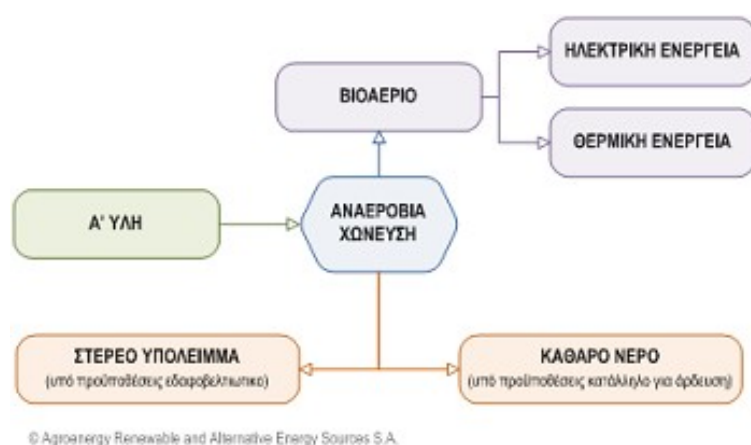 ΗΛΕΚΤΡΙΚΗ ΕΝΕΡΓΕΙΑ
ΒΙΟΑΕΡΙΟ
ΘΕΡΜΙΚΗ ΕΝΕΡΓΕΙΑ
Α' ΥΛΗ
ΑΝΑΕΡΟΒΙΑ
ΧΩΝΕΥΣΗ
ΣΤΕΡΕΟ ΥΠΟΛΕΙΜΜΑ
(υπό προϋποθέσεις εδαφοβελτιωτικο)
ΚΑΘΑΡΟ ΝΕΡΟ
(υπό προϋποθέσεις κατάλληλο για άρδευση)
© Agroenergy Renewable and Alternative Energy Sources S.A.